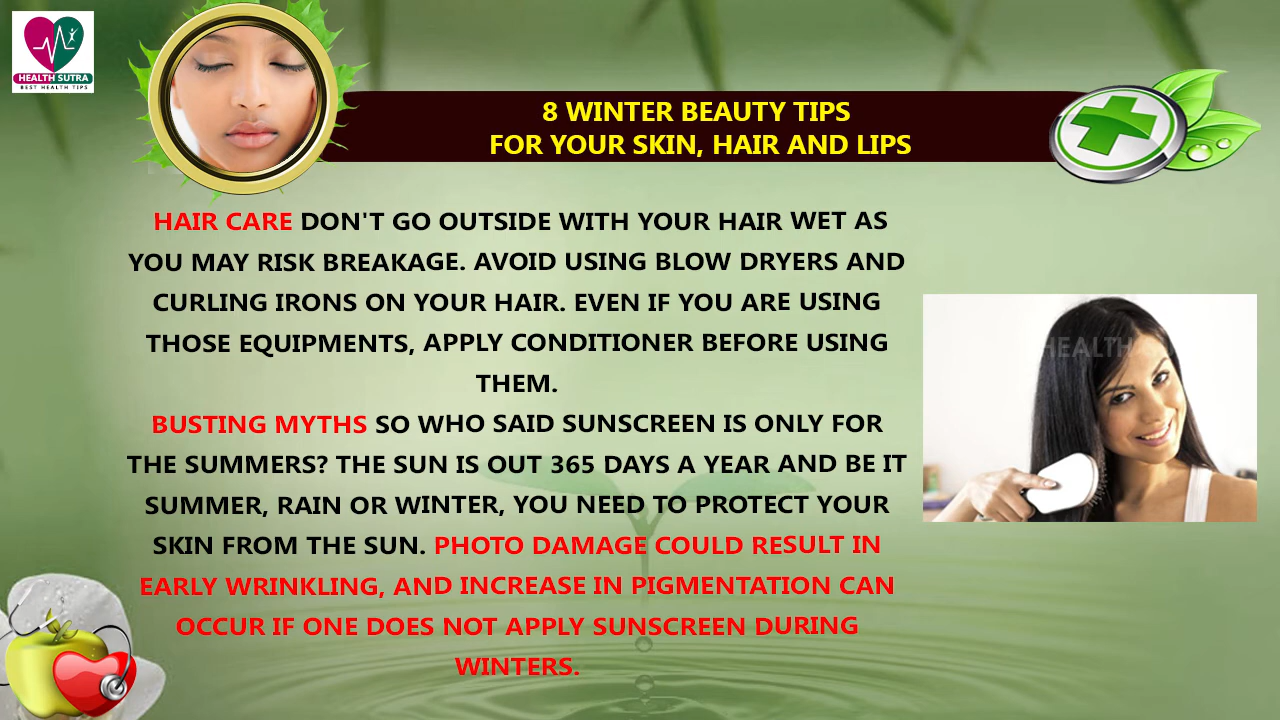 HEALTH SUTRA
BEST HEALTH TIPS
8 WINTER BEAUTY TIPS
FOR YOUR SKIN, HAIR AND LIPS
HAIR CARE DON'T GO OUTSIDE WITH YOUR HAIR WET AS
YOU MAY RISK BREAKAGE. AVOID USING BLOW DRYERS AND
CURLING IRONS ON YOUR HAIR. EVEN IF YOU ARE USING
THOSE EQUIPMENTS, APPLY CONDITIONER BEFORE USING
THEM.
BUSTING MYTHS SO WHO SAID SUNSCREEN IS ONLY FOR
THE SUMMERS? THE SUN IS OUT 365 DAYS A YEAR AND BE IT
SUMMER, RAIN OR WINTER, YOU NEED TO PROTECT YOUR
SKIN FROM THE SUN. PHOTO DAMAGE COULD RESULT IN
EARLY WRINKLING, AND INCREASE IN PIGMENTATION CAN
OCCUR IF ONE DOES NOT APPLY SUNSCREEN DURING
WINTERS.
HEALTH